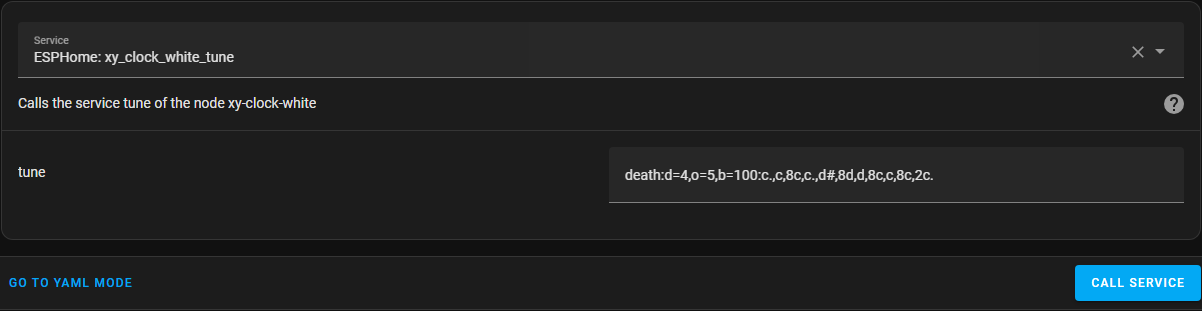 Service
ESPHome: xy_clock_white_tune
Calls the service tune of the node xy-clock-white
tune
death:d=4,o=5,b=100:c.,c,8c,c.,d#,8d,d,8c,c,8c,2c.
GO TO YAML MODE
CALL SERVICE